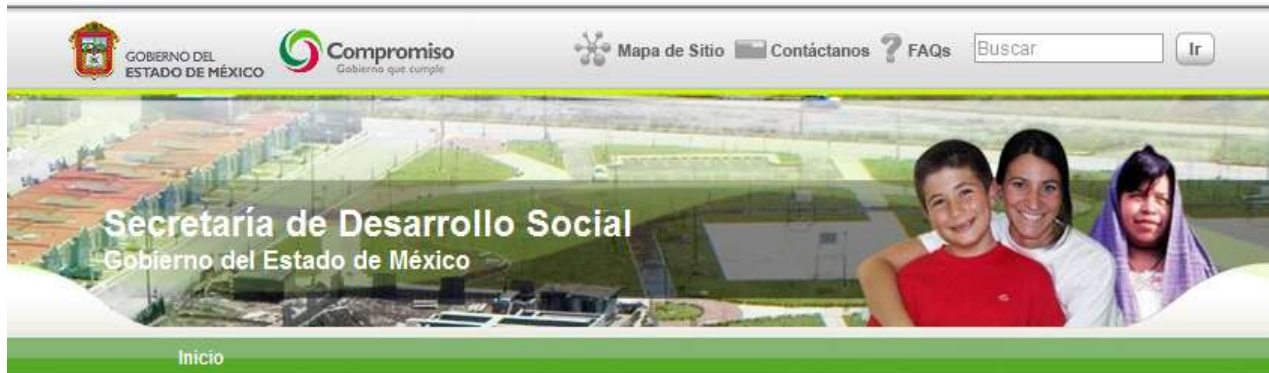 GOBIERNO DEL
ESTADO DE MÉXICO
Compromiso
Gobierno que cumple
Mapa de Sitio Contáctanos FAQs Buscar Ir
Secretaría de Desarrollo Social
Gobierno del Estado de México
Inicio